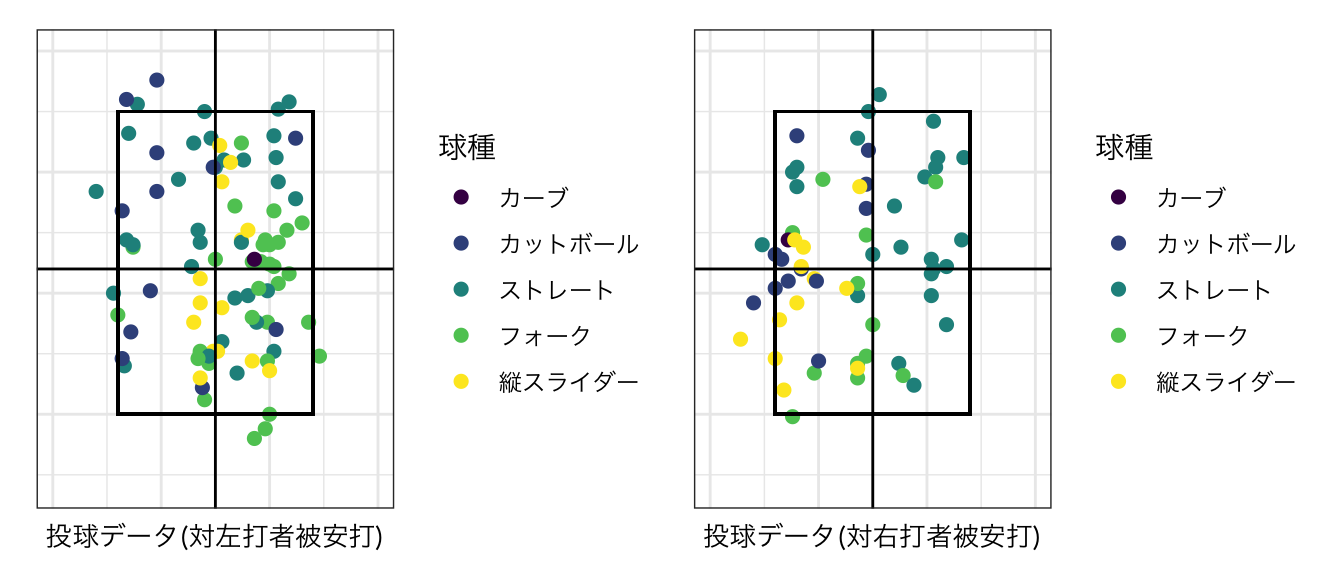 球種
カーブ
カットボール
ストレート
フォーク
縦スライダー
投球データ(対左打者被安打)
球種
カーブ
カットボール
ストレート
フォーク
縦スライダー
投球データ(対右打者被安打)